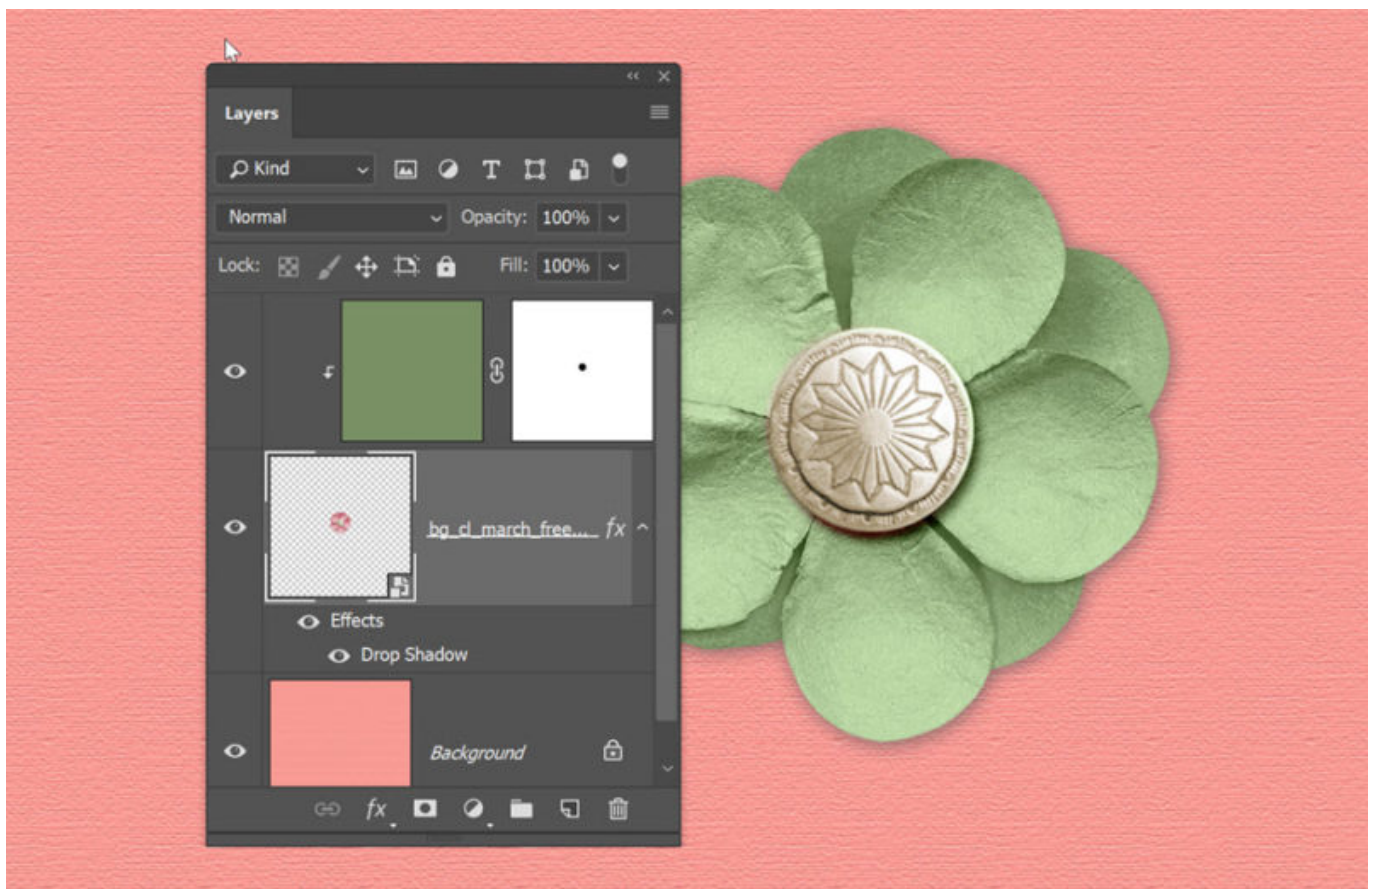 Layers
Kind
Normal Opacity: 100%
Lock: Fill: 100%
bg_cl_march_free... fx
Effects
Drop Shadow
Background
fx